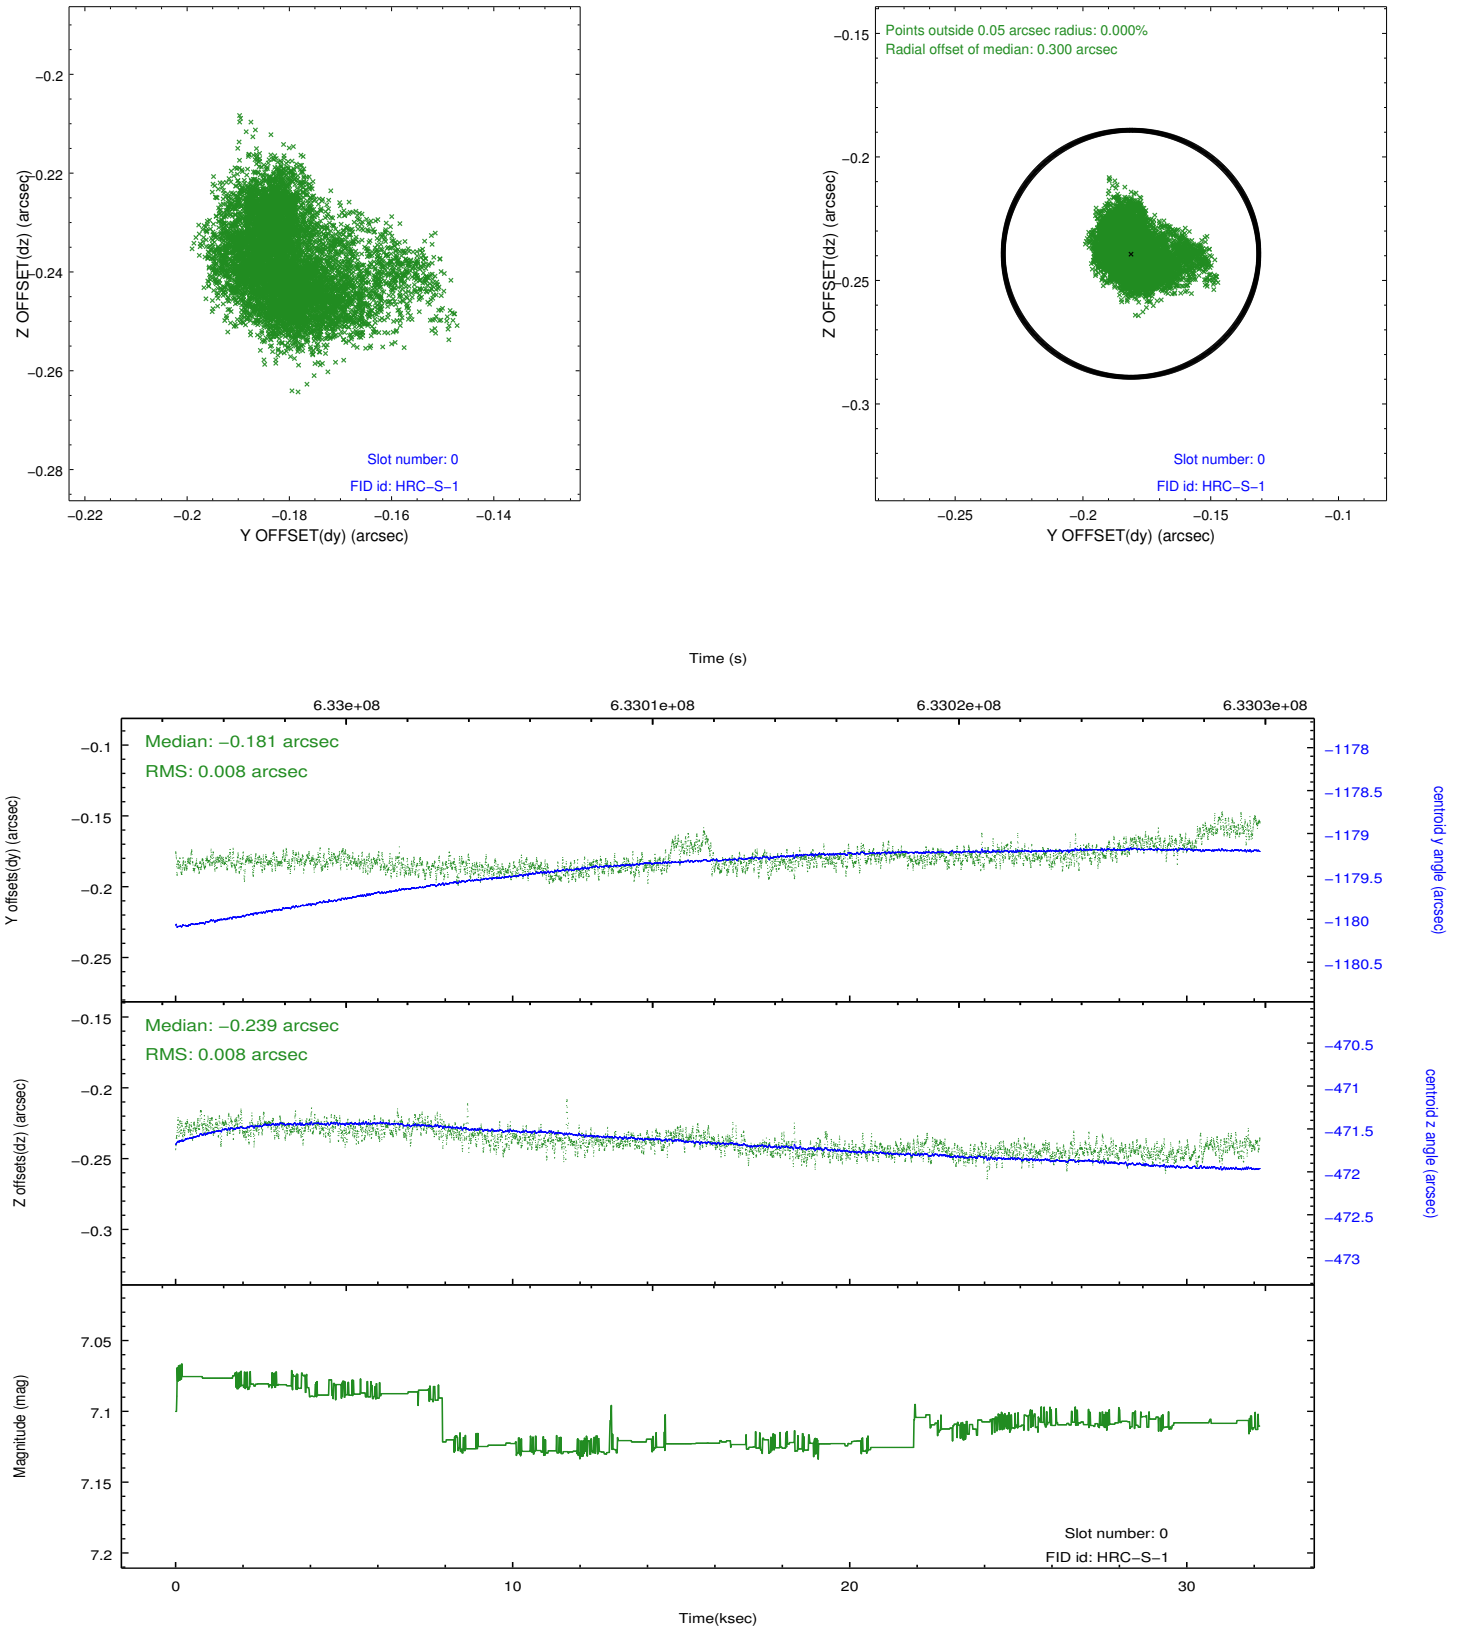 −0.2
−0.22
−0.24
−0.26
−0.28
Z OFFSET(dz) (arcsec)
Slot number: 0
FID id: HRC−S−1
−0.22 −0.2 −0.18 −0.16 −0.14
Y OFFSET(dy) (arcsec)
Points outside 0.05 arcsec radius: 0.000%
Radial offset of median: 0.300 arcsec
−0.15
−0.2
−0.25
−0.3
Z OFFSET(dz) (arcsec)
Slot number: 0
FID id: HRC−S−1
−0.25 −0.2 −0.15 −0.1
Y OFFSET(dy) (arcsec)
Time (s)
6.33e+08 6.3301e+08 6.3302e+08 6.3303e+08
Median: −0.181 arcsec
RMS: 0.008 arcsec
−0.1
−0.15
−0.2
−0.25
Y offsets(dy) (arcsec)
−1178
−1178.5
−1179
−1179.5
−1180
−1180.5
centroid y angle (arcsec)
Median: −0.239 arcsec
RMS: 0.008 arcsec
−0.15
−0.2
−0.25
−0.3
Z offsets(dz) (arcsec)
−470.5
−471
−471.5
−472
−472.5
−473
centroid z angle (arcsec)
7.05
7.1
7.15
7.2
Magnitude (mag)
Slot number: 0
FID id: HRC−S−1
0 10 20 30
Time(ksec)